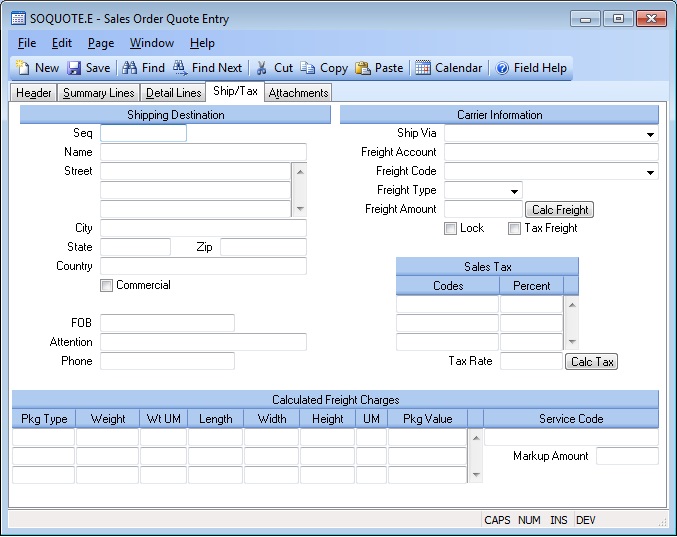 SOQUOTE.E - Sales Order Quote Entry
File Edit Page Window Help
New Save Find Find Next Cut Copy Paste Calendar Field Help
Header Summary Lines Detail Lines Ship/Tax Attachments
Shipping Destination
Seq
Name
Street
City
State Zip
Country
Commercial
FOB
Attention
Phone
Carrier Information
Ship Via
Freight Account
Freight Code
Freight Type
Freight Amount Calc Freight
Lock Tax Freight
Sales Tax
Codes Percent
Tax Rate Calc Tax
Calculated Freight Charges
Pkg Type Weight Wt UM Length Width Height UM Pkg Value Service Code
Markup Amount
CAPS NUM INS DEV